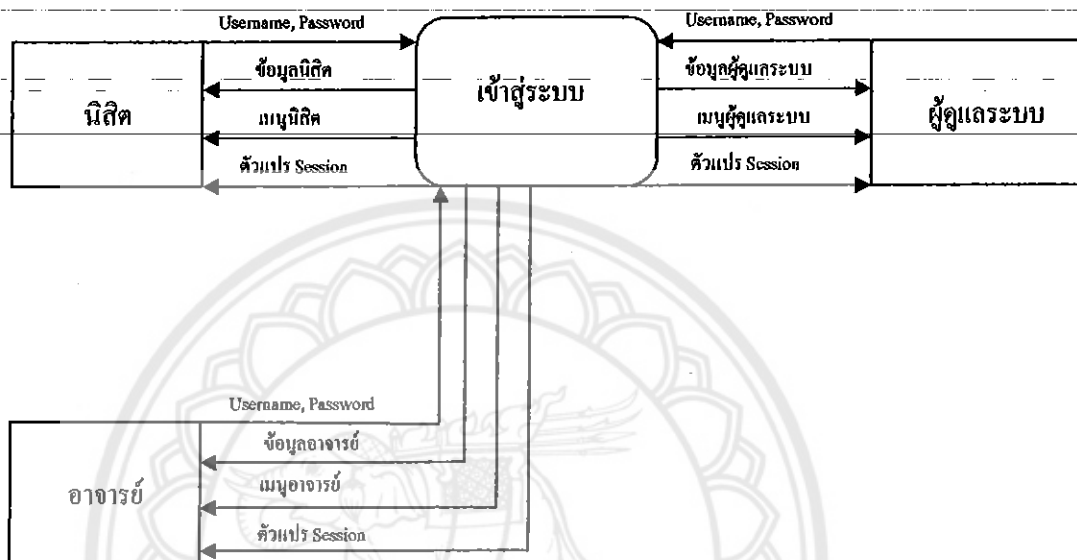 Username, Password
Username, Password
ข้อมูลนิสิต
ข้อมูลผู้ดูแลระบบ
นิสิต
เข้าสู่ระบบ
ผู้ดูแลระบบ
เมนูนิสิต
เมนูผู้ดูแลระบบ
ตัวแปร Session
ตัวแปร Session
Username, Password
ข้อมูลอาจารย์
อาจารย์
เมนูอาจารย์
ตัวแปร Session